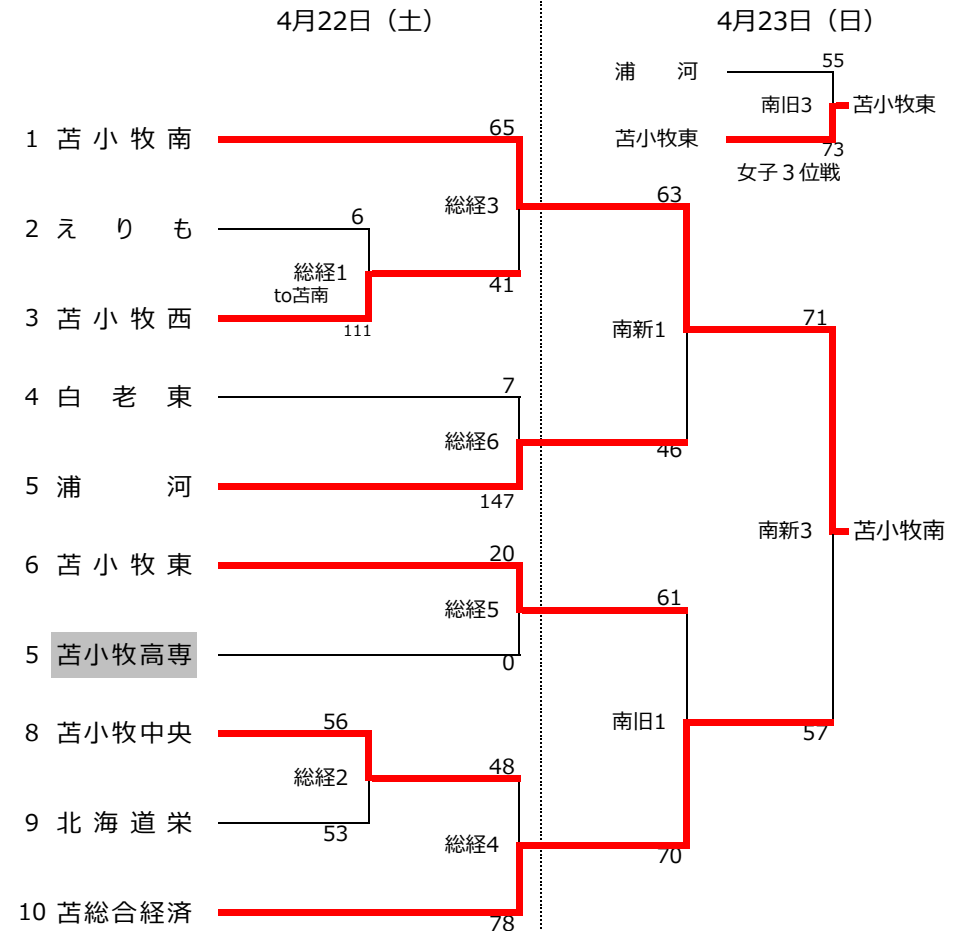 4月22日（土）
4月23日（日）
浦　河
55
南旧3
苫小牧東
苫小牧東
73
女子３位戦
1 苫小牧南
65
総経3
63
2 えりも
6
総経1
to苫南
41
3 苫小牧西
111
南新1
71
4 白老東
7
総経6
46
5 浦河
147
南新3
苫小牧南
6 苫小牧東
20
総経5
61
5 苫小牧高専
0
南旧1
57
8 苫小牧中央
56
総経2
48
9 北海道栄
53
総経4
70
10 苫総合経済
78